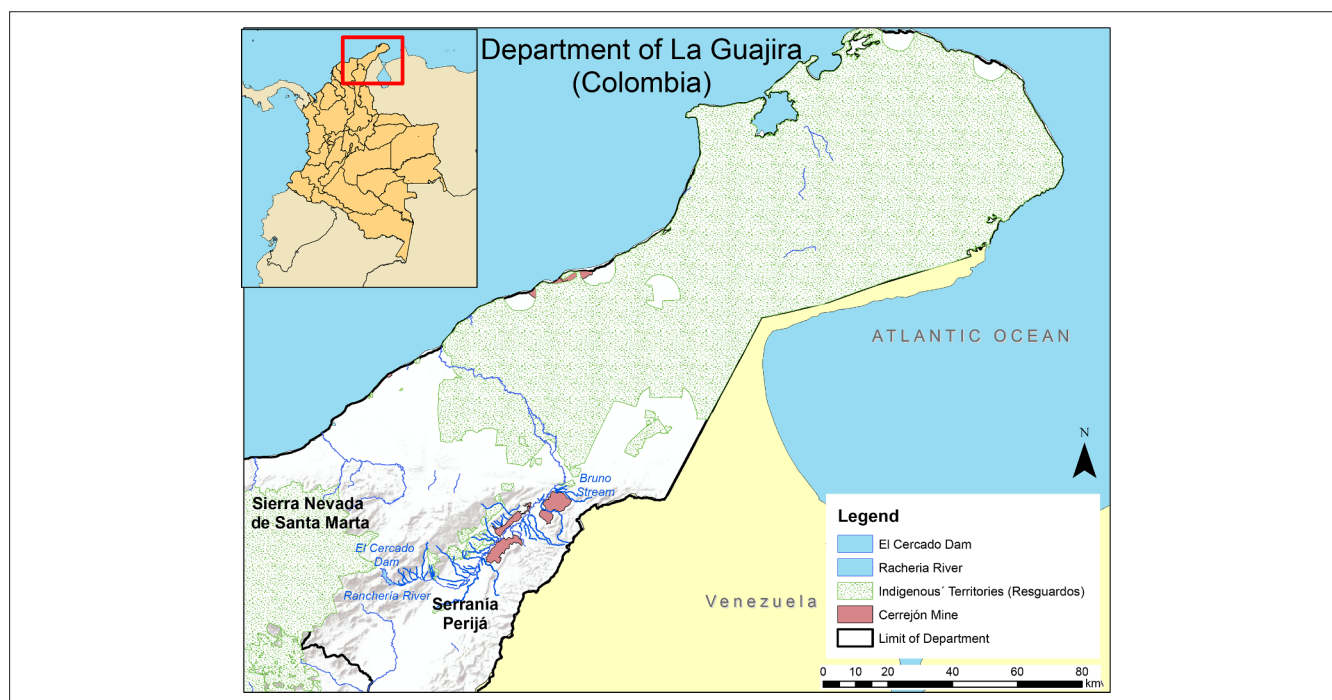 Department of La Guajira
(Colombia)
ATLANTIC OCEAN
N
Bruno
Stream
Sierra Nevada
de Santa Marta
El Cercado
Dam
Ranchería River
Serranía
Perijá
Venezuela
Legend
El Cercado Dam
Racheria River
Indigenous´ Territories (Resguardos)
Cerrejón Mine
Limit of Department
0 10 20 40 60 80
km